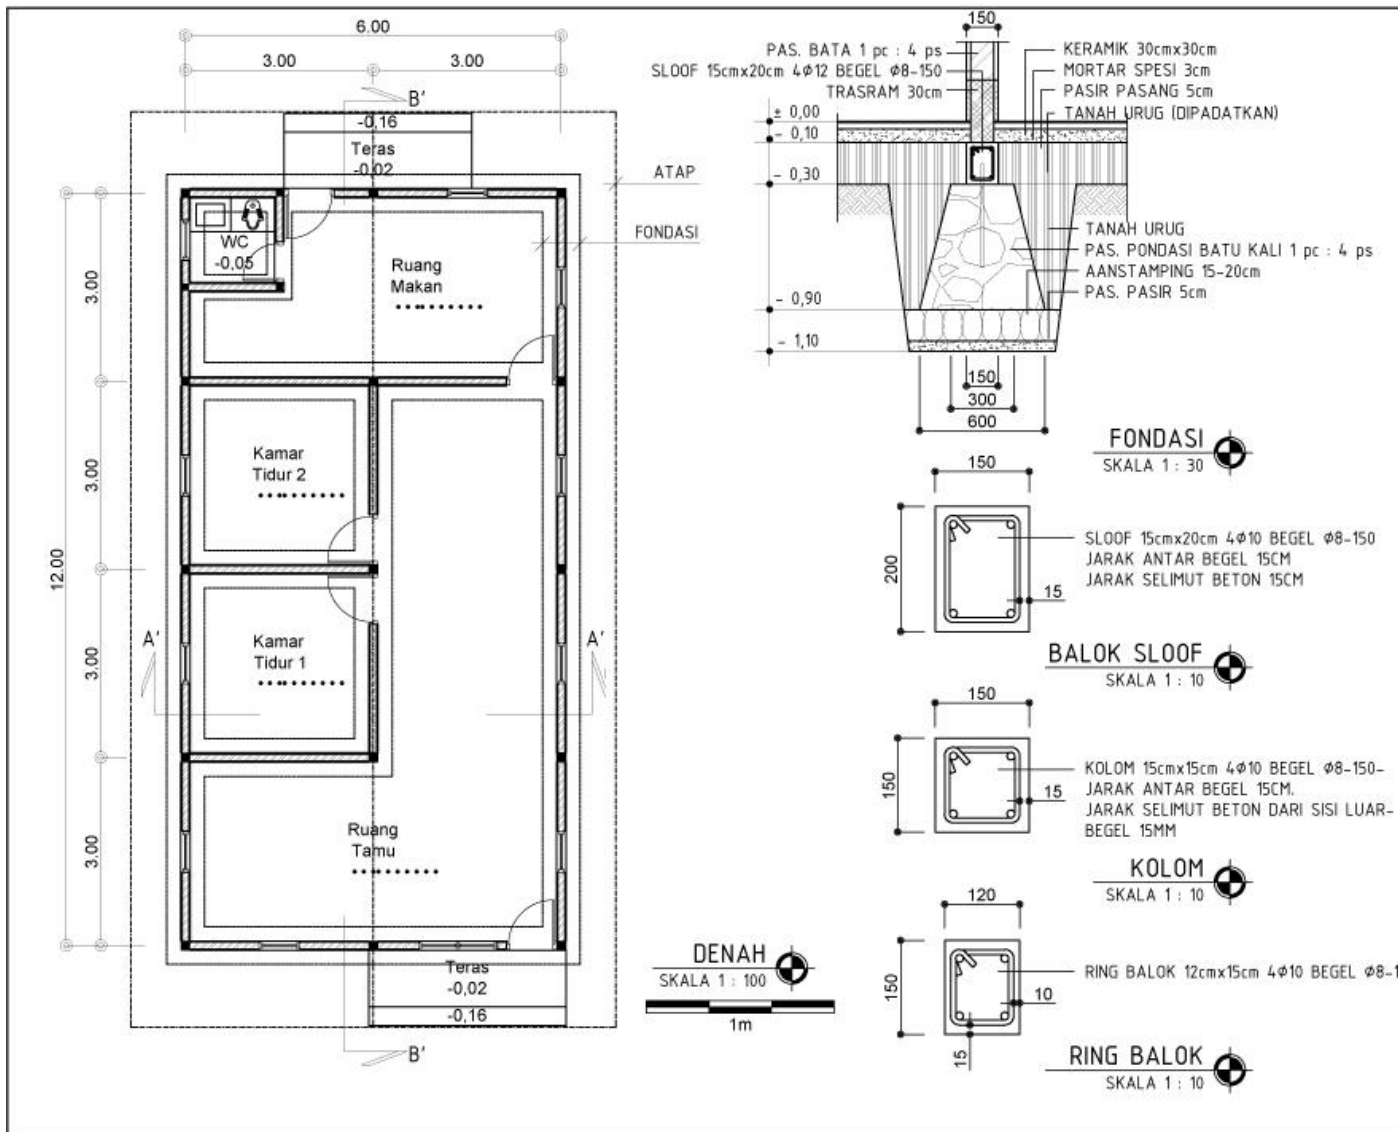 6.00
3.00
3.00
B'
-0,16
Teras
-0,02
ATAP
FONDASI
WC
-0,05
Ruang
Makan
3.00
3.00
3.00
3.00
12.00
Kamar
Tidur 2
Kamar
Tidur 1
A'
A'
Ruang
Tamu
Teras
-0,02
-0,16
B'
DENAH
SKALA 1 : 100
1m
150
PAS. BATA 1 pc : 4 ps
SLOOF 15cmx20cm 4Φ12 BEGEL Ø8-150
TRASRAM 30cm
KERAMIK 30cmx30cm
MORTAR SPESI 3cm
PASIR PASANG 5cm
TANAH URUG (DIPADATKAN)
± 0,00
- 0,10
- 0,30
- 0,90
- 1,10
TANAH URUG
PAS. PONDASI BATU KALI 1 pc : 4 ps
AANSTAMPING 15-20cm
PAS. PASIR 5cm
150
300
600
FONDASI
SKALA 1 : 30
150
200
15
SLOOF 15cmx20cm 4Φ10 BEGEL Ø8-150
JARAK ANTAR BEGEL 15CM
JARAK SELIMUT BETON 15CM
BALOK SLOOF
SKALA 1 : 10
150
150
15
KOLOM 15cmx15cm 4Φ10 BEGEL Ø8-150-
JARAK ANTAR BEGEL 15CM.
JARAK SELIMUT BETON DARI SISI LUAR-
BEGEL 15MM
KOLOM
SKALA 1 : 10
120
150
10
15
RING BALOK 12cmx15cm 4Φ10 BEGEL Ø8-1
RING BALOK
SKALA 1 : 10